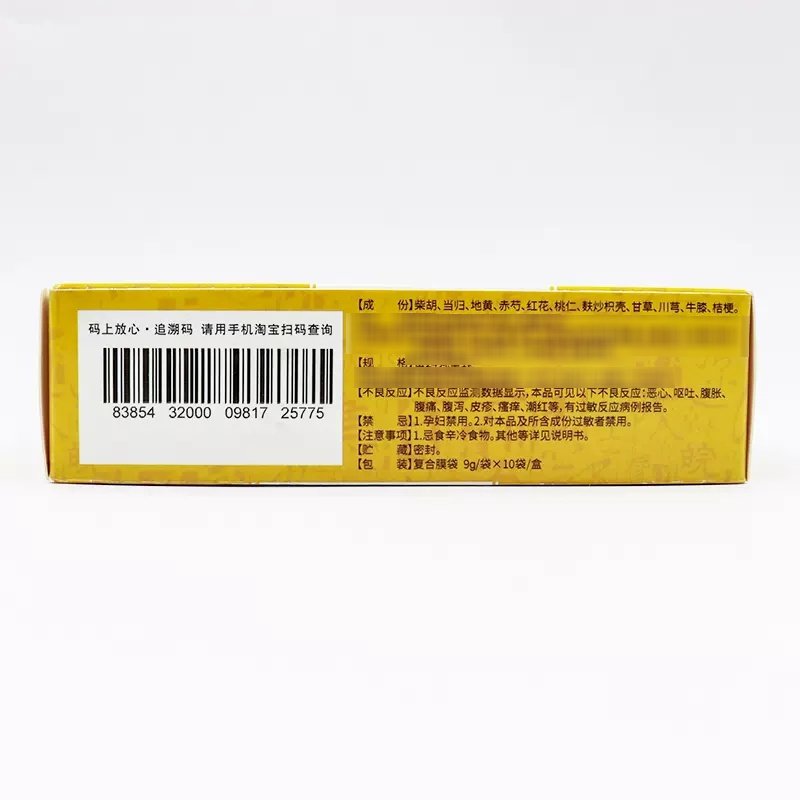 码上放心·追溯码 请用手机淘宝扫码查询
83854 32000 09817 25775
【成 份】柴胡、当归、地黄、赤芍、红花、桃仁、麸炒枳壳、甘草、川芎、牛膝、桔梗。
【规 格】
【不良反应】不良反应监测数据显示,本品可见以下不良反应:恶心、呕吐、腹胀、
腹痛、腹泻、皮疹、瘙痒、潮红等,有过敏反应病例报告。
【禁 忌】1.孕妇禁用。2.对本品及所含成份过敏者禁用。
【注意事项】1.忌食辛冷食物。其他等详见说明书。
【贮 藏】密封。
【包 装】复合膜袋 9g/袋×10袋/盒